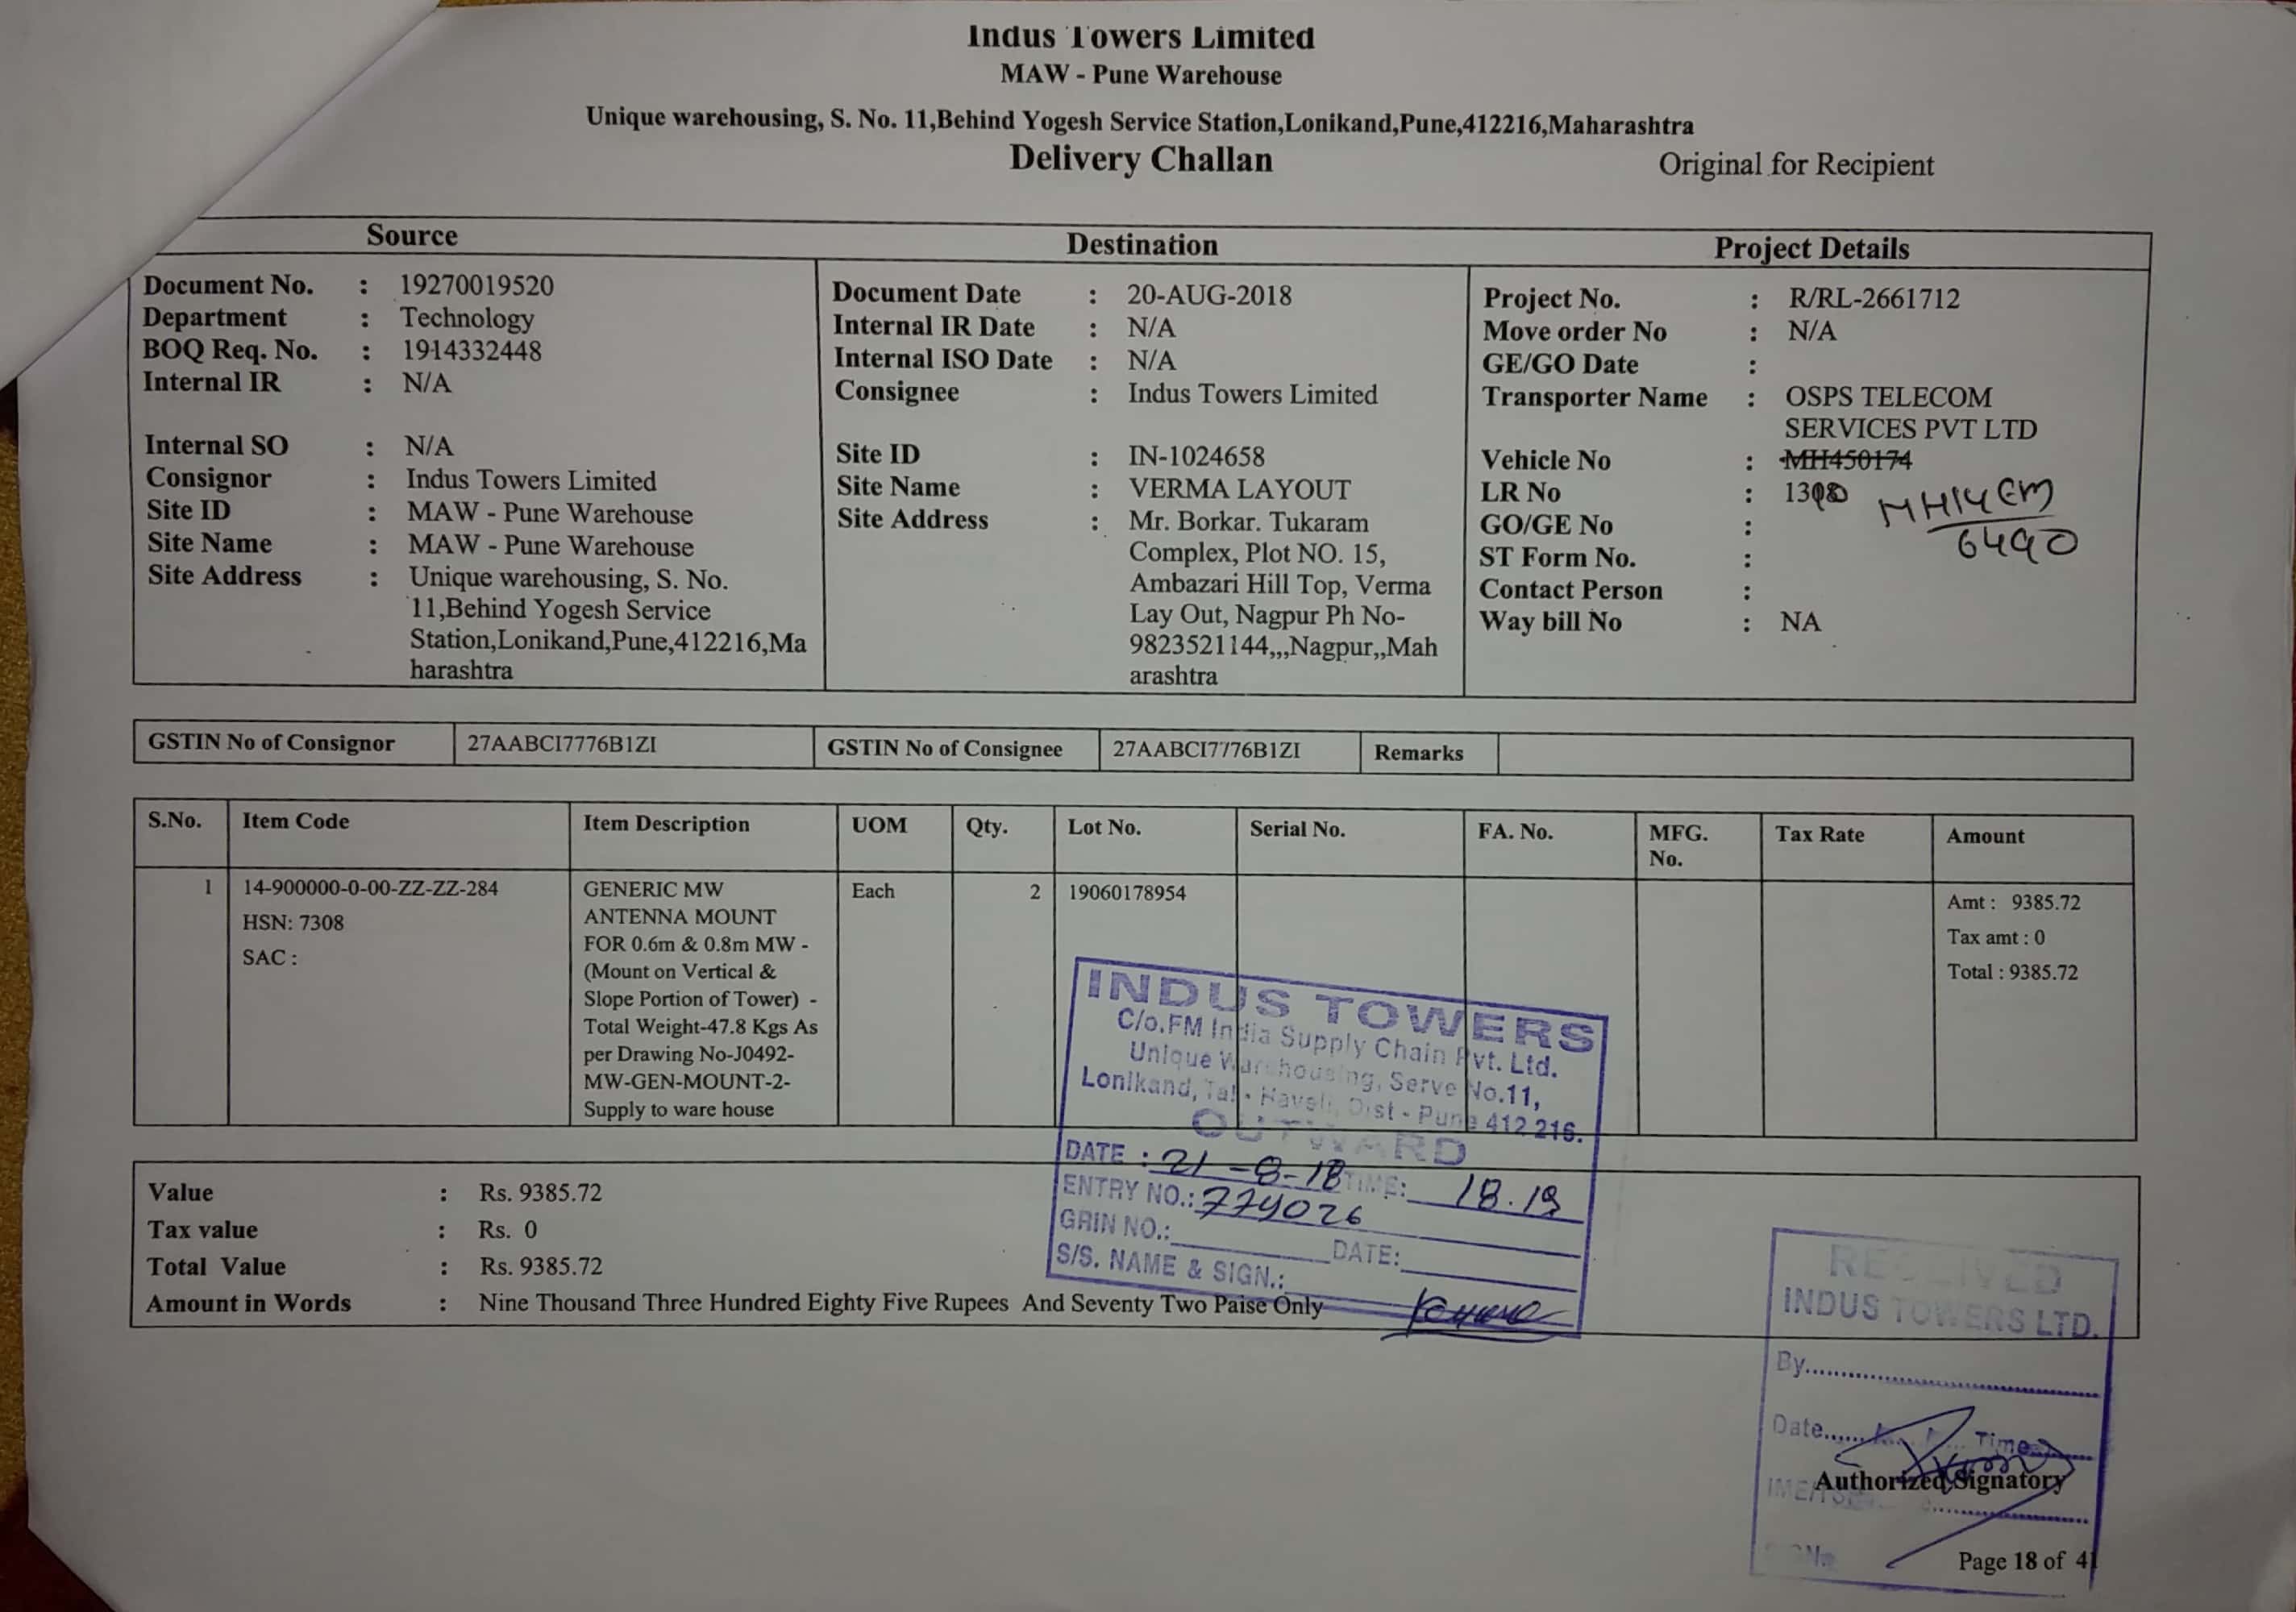 Indus Towers Limited
MAW - Pune Warehouse
Unique warehousing, S. No. 11,Behind Yogesh Service Station,Lonikand,Pune,412216,Maharashtra
Delivery Challan
Original for Recipient
Source
Document No. : 19270019520
Department : Technology
BOQ Req. No. : 1914332448
Internal IR : N/A
Internal SO : N/A
Consignor : Indus Towers Limited
Site ID : MAW - Pune Warehouse
Site Name : MAW - Pune Warehouse
Site Address : Unique warehousing, S. No.
11,Behind Yogesh Service
Station,Lonikand,Pune,412216,Ma
harashtra
Destination
Document Date : 20-AUG-2018
Internal IR Date : N/A
Internal ISO Date : N/A
Consignee : Indus Towers Limited
Site ID : IN-1024658
Site Name : VERMA LAYOUT
Site Address : Mr. Borkar. Tukaram
Complex, Plot NO. 15,
Ambazari Hill Top, Verma
Lay Out, Nagpur Ph No-
9823521144,,,Nagpur,,Mah
arashtra
Project Details
Project No. : R/RL-2661712
Move order No : N/A
GE/GO Date :
Transporter Name : OSPS TELECOM
SERVICES PVT LTD
Vehicle No : MH450174
LR No :
MH14EM
6490
GO/GE No :
ST Form No. :
Contact Person :
Way bill No : NA
GSTIN No of Consignor 27AABCI7776B1ZI GSTIN No of Consignee 27AABCI7776B1ZI Remarks
S.No. Item Code Item Description UOM Qty. Lot No. Serial No. FA. No. MFG. Tax Rate Amount
No.
1 14-900000-0-00-ZZ-ZZ-284 GENERIC MW Each 2 19060178954 Amt : 9385.72
HSN: 7308 ANTENNA MOUNT Tax amt : 0
SAC : FOR 0.6m & 0.8m MW - Total : 9385.72
(Mount on Vertical &
Slope Portion of Tower) -
Total Weight-47.8 Kgs As
per Drawing No-J0492-
MW-GEN-MOUNT-2-
Supply to ware house
INDUS TOWERS
C/o.FM India Supply Chain Pvt. Ltd.
Unique Warehousing, Serve No.11,
Lonikand, Tal - Haveli, Dist - Pune 412 216.
OUTWARD
DATE : 21-8-18 TIME: 18.19
ENTRY NO.: 779026
GRIN NO.: DATE:
S/S. NAME & SIGN.:
Value : Rs. 9385.72
Tax value : Rs. 0
Total Value : Rs. 9385.72
Amount in Words : Nine Thousand Three Hundred Eighty Five Rupees And Seventy Two Paise Only
RECEIVED
INDUS TOWERS LTD.
By
Date Time
Authorized Signatory
Page 18 of 41